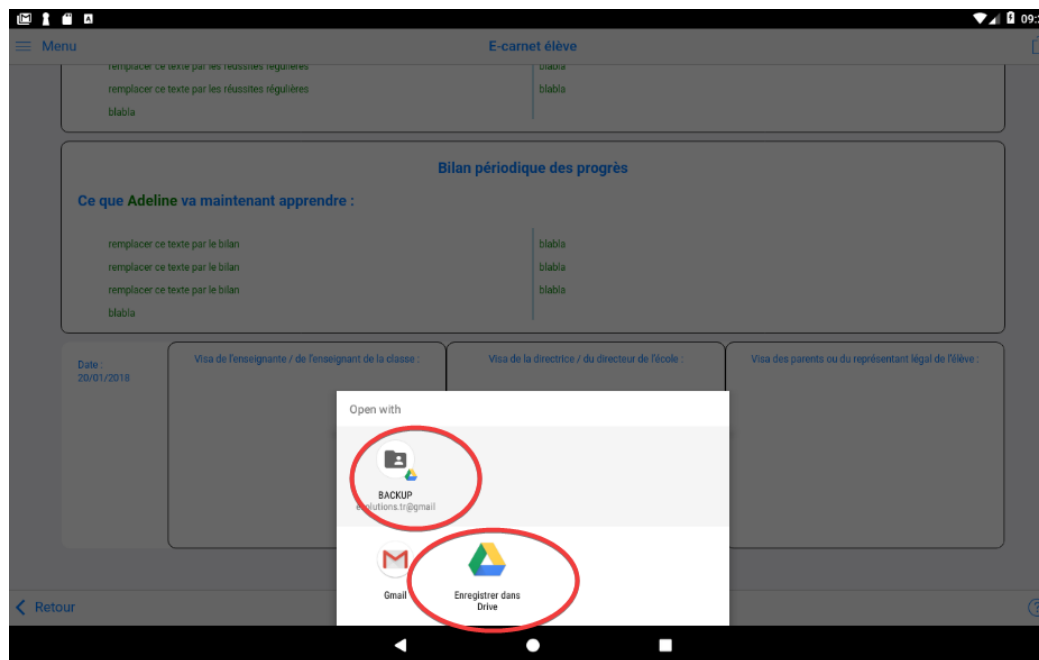 09:
Menu
E-carnet élève
remplacer ce texte par les réussites régulières
blabla
remplacer ce texte par les réussites régulières
blabla
blabla
Bilan périodique des progrès
Ce que Adeline va maintenant apprendre :
remplacer ce texte par le bilan
blabla
remplacer ce texte par le bilan
blabla
remplacer ce texte par le bilan
blabla
blabla
Date :
20/01/2018
Visa de l'enseignante / de l'enseignant de la classe :
Visa de la directrice / du directeur de l'école :
Visa des parents ou du représentant légal de l'élève :
Open with
BACKUP
evolutions.tr@gmail
Gmail
Enregistrer dans
Drive
Retour